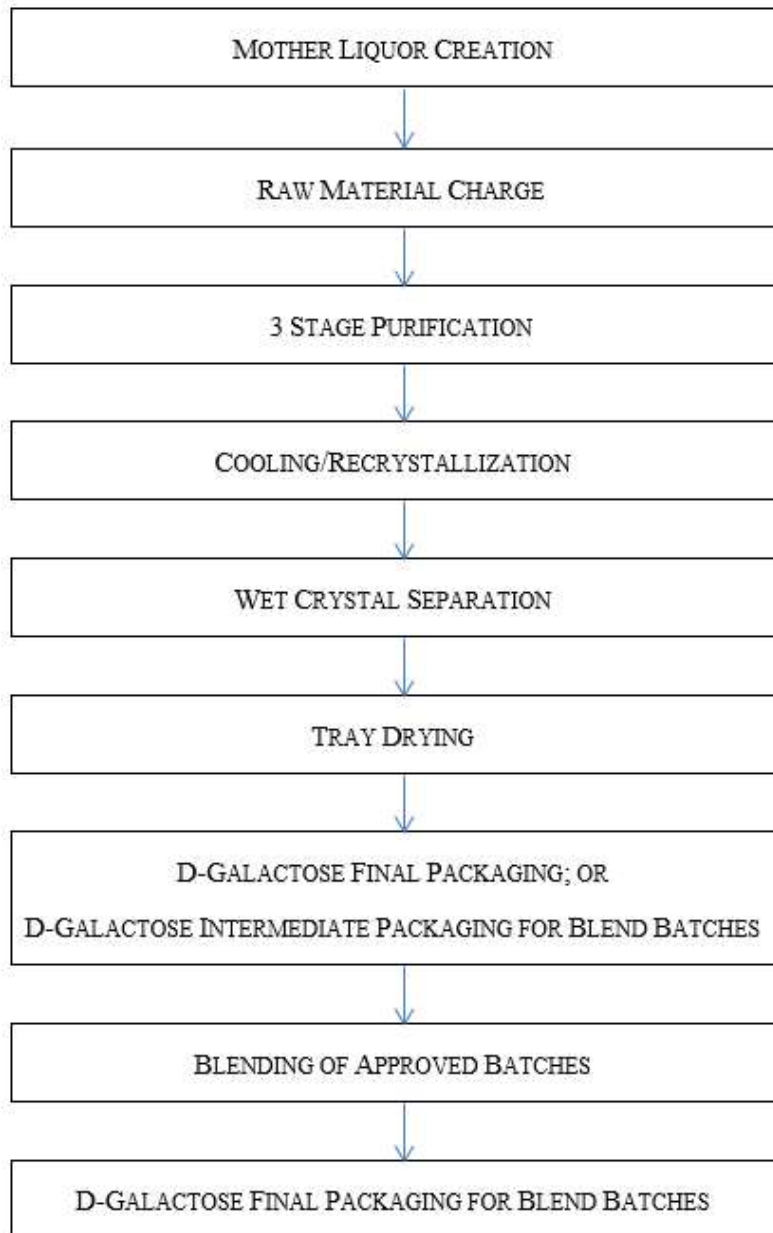 MOTHER LIQUOR CREATION
RAW MATERIAL CHARGE
3 STAGE PURIFICATION
COOLING/RECRYSTALLIZATION
WET CRYSTAL SEPARATION
TRAY DRYING
D-GALACTOSE FINAL PACKAGING; OR
D-GALACTOSE INTERMEDIATE PACKAGING FOR BLEND BATCHES
BLENDING OF APPROVED BATCHES
D-GALACTOSE FINAL PACKAGING FOR BLEND BATCHES